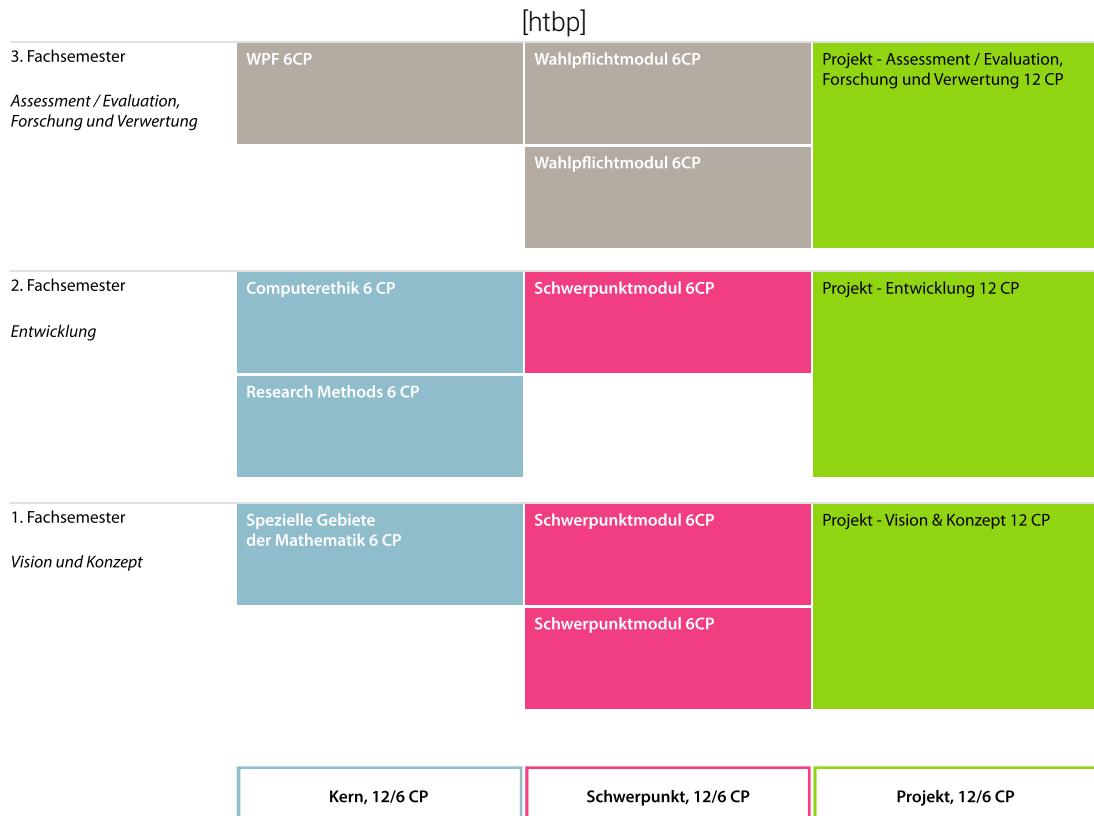 [htbp]
3. Fachsemester
Assessment / Evaluation,
Forschung und Verwertung
WPF 6CP
Wahlpflichtmodul 6CP
Projekt - Assessment / Evaluation,
Forschung und Verwertung 12 CP
Wahlpflichtmodul 6CP
2. Fachsemester
Entwicklung
Computerethik 6 CP
Schwerpunktmodul 6CP
Projekt - Entwicklung 12 CP
Research Methods 6 CP
1. Fachsemester
Vision und Konzept
Spezielle Gebiete
der Mathematik 6 CP
Schwerpunktmodul 6CP
Projekt - Vision & Konzept 12 CP
Schwerpunktmodul 6CP
Kern, 12/6 CP
Schwerpunkt, 12/6 CP
Projekt, 12/6 CP